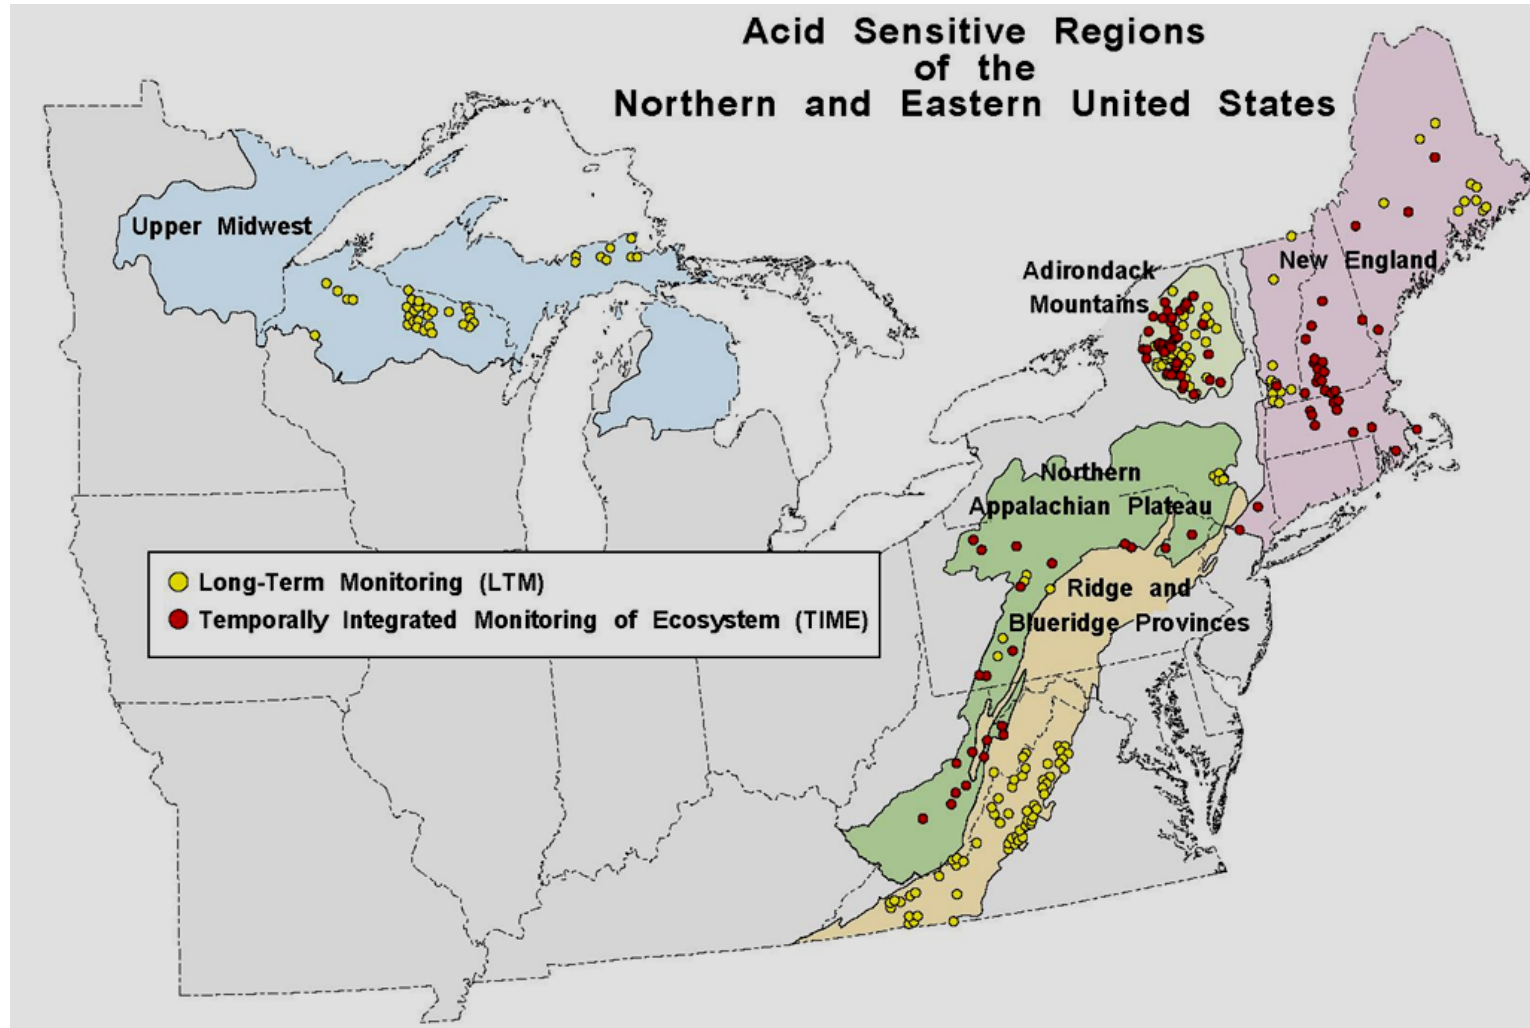 Acid Sensitive Regions
of the
Northern and Eastern United States
Upper Midwest
New England
Adirondack
Mountains
Northern
Appalachian Plateau
Long-Term Monitoring (LTM)
Temporally Integrated Monitoring of Ecosystem (TIME)
Ridge and
Blueridge Provinces